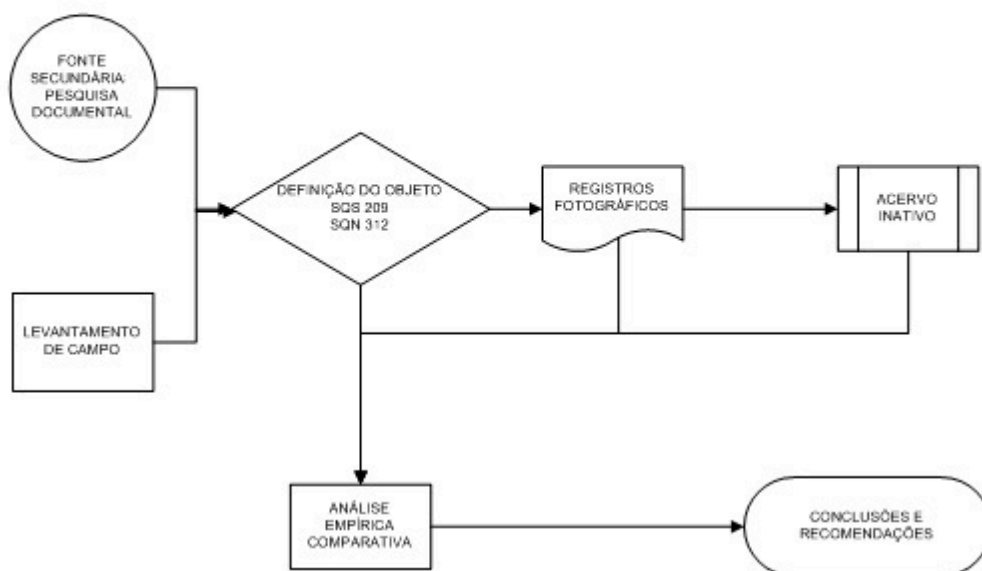 FONTE
SECUNDÁRIA:
PESQUISA
DOCUMENTAL
DEFINIÇÃO DO OBJETO
SQS 209
SQN 312
REGISTROS
FOTOGRÁFICOS
ACERVO
INATIVO
LEVANTAMENTO
DE CAMPO
ANÁLISE
EMPÍRICA
COMPARATIVA
CONCLUSÕES E
RECOMENDAÇÕES